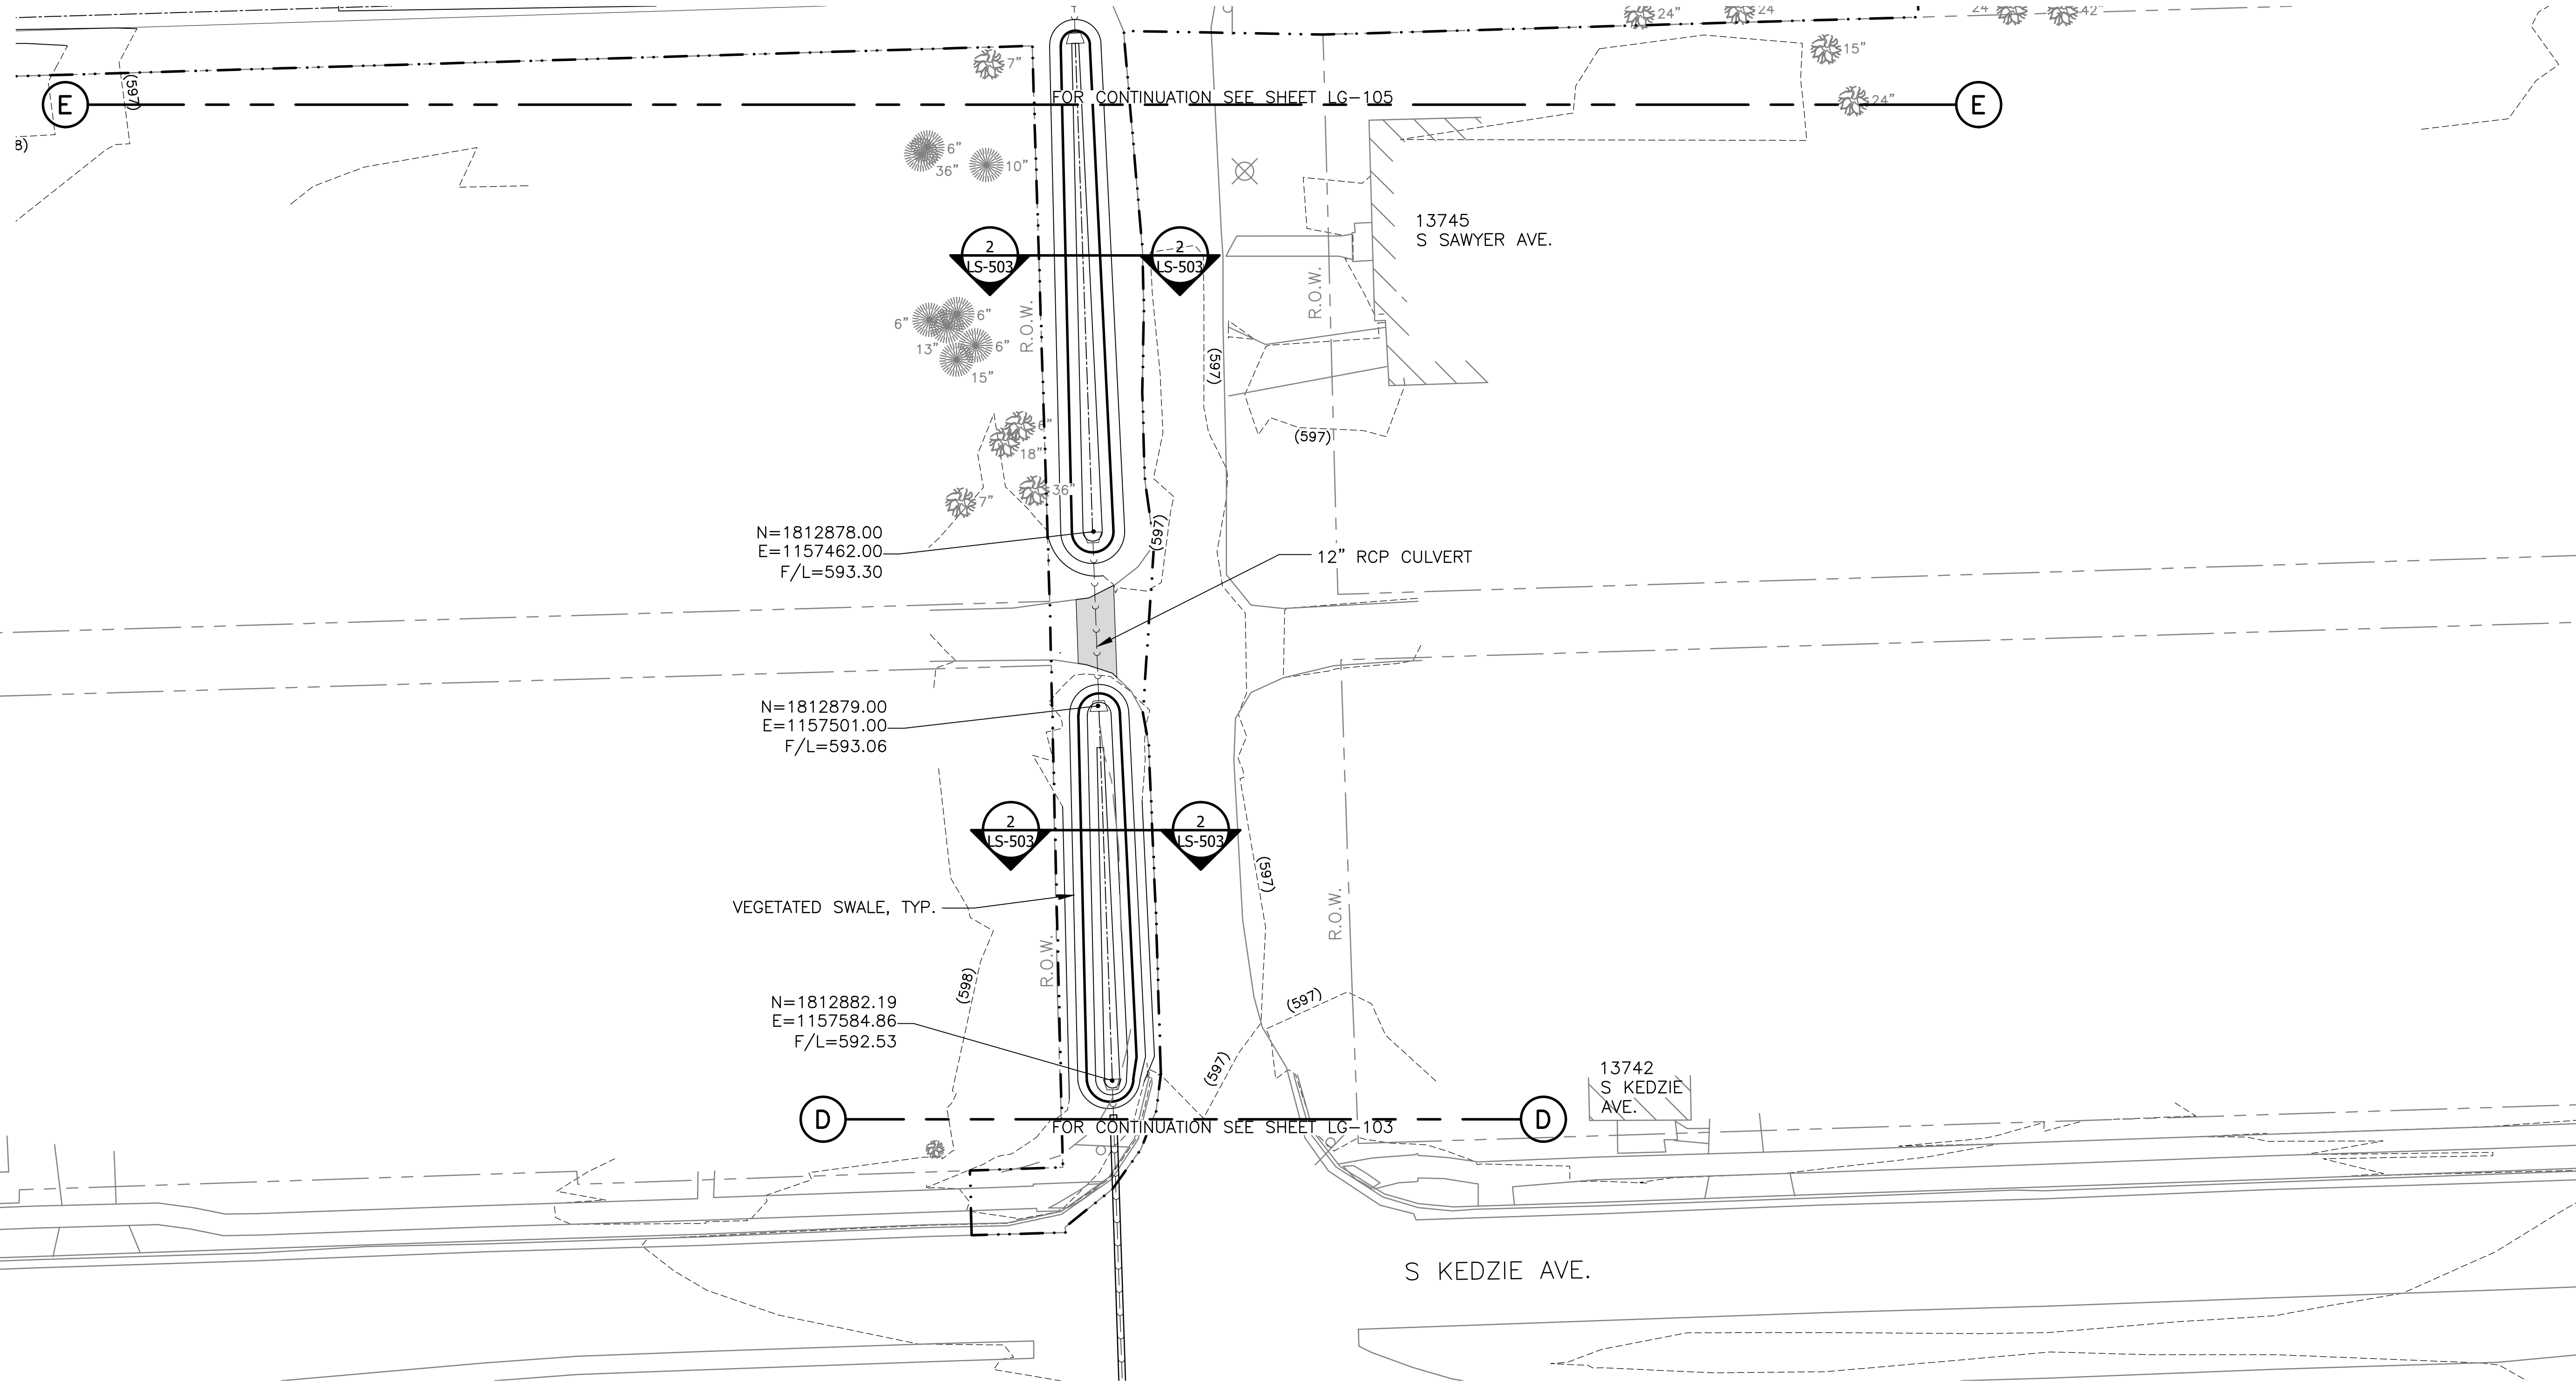 24"
24
24
42"
15"
7"
(597)
E
FOR CONTINUATION SEE SHEET LG-105
24"
E
8)
6"
36"
10"
13745
S SAWYER AVE.
2
LS-503
2
LS-503
R.O.W.
R.O.W.
6"
6"
13"
6"
15"
(597)
6"
18"
(597)
7"
36"
(597)
N=1812878.00
E=1157462.00
F/L=593.30
12" RCP CULVERT
N=1812879.00
E=1157501.00
F/L=593.06
2
LS-503
2
LS-503
(597)
VEGETATED SWALE, TYP.
R.O.W.
R.O.W.
(598)
(597)
N=1812882.19
E=1157584.86
F/L=592.53
(597)
13742
S KEDZIE
AVE.
D
FOR CONTINUATION SEE SHEET LG-103
D
S KEDZIE AVE.